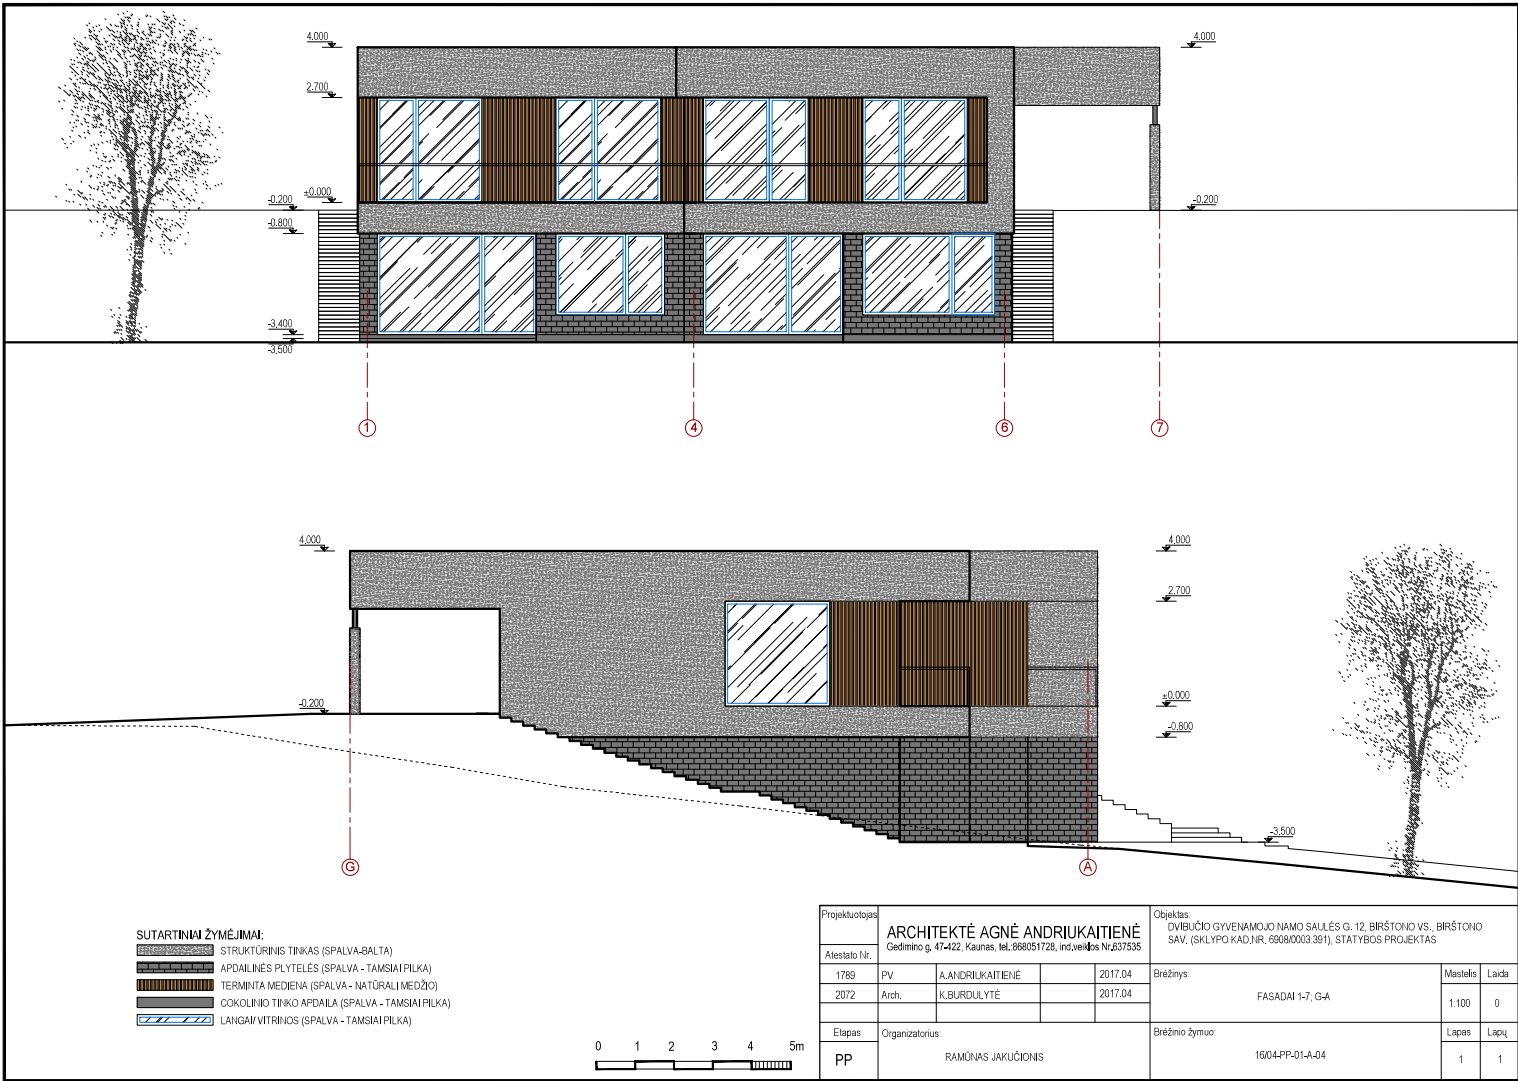 4.000
4.000
2.700
±0.000
-0.200
-0.200
-0.800
-3.400
-3.500
1
4
6
7
4.000
4.000
2.700
-0.200
±0.000
-0.800
-3.500
G
A
SUTARTINIAI ŽYMĖJIMAI:
STRUKTŪRINIS TINKAS (SPALVA-BALTA)
APDAILINĖS PLYTELĖS (SPALVA - TAMSIAI PILKA)
TERMINTA MEDIENA (SPALVA - NATŪRALI MEDŽIO)
COKOLINIO TINKO APDAILA (SPALVA - TAMSIAI PILKA)
LANGAI/ VITRINOS (SPALVA - TAMSIAI PILKA)
0 1 2 3 4 5m
Projektuotojas
ARCHITEKTĖ AGNĖ ANDRIUKAITIENĖ
Gedimino g. 47-422, Kaunas, tel.:868051728, ind.veiklos Nr.637535
Atestato Nr.
Objektas:
DVIBUČIO GYVENAMOJO NAMO SAULĖS G. 12, BIRŠTONO VS., BIRŠTONO
SAV. (SKLYPO KAD.NR. 6908/0003:391), STATYBOS PROJEKTAS
1789 PV A.ANDRIUKAITIENĖ 2017.04
2072 Arch. K.BURDULYTĖ 2017.04
Brėžinys:
FASADAI 1-7; G-A
Mastelis Laida
1:100 0
Etapas
PP
Organizatorius:
RAMŪNAS JAKUČIONIS
Brėžinio žymuo:
16/04-PP-01-A-04
Lapas Lapų
1 1